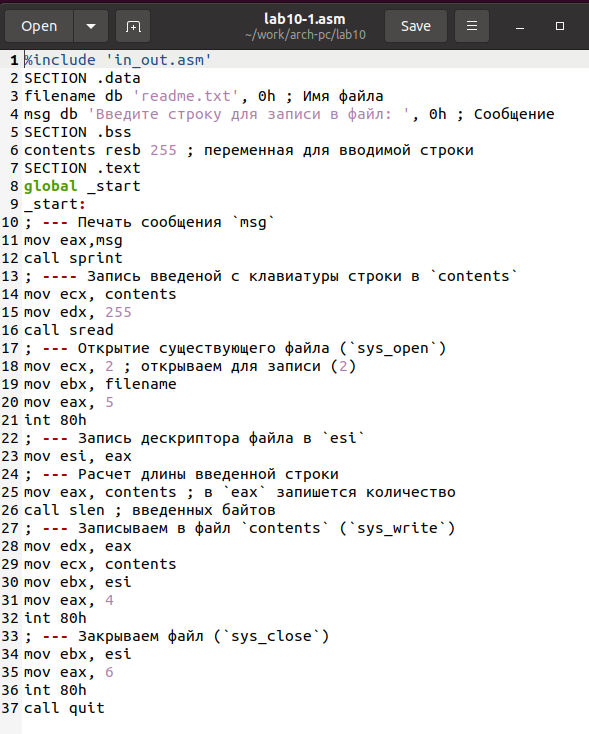 Open
lab10-1.asm
~/work/arch-pc/lab10
Save
1 %include 'in_out.asm'
2 SECTION .data
3 filename db 'readme.txt', 0h ; Имя файла
4 msg db 'Введите строку для записи в файл: ', 0h ; Сообщение
5 SECTION .bss
6 contents resb 255 ; переменная для вводимой строки
7 SECTION .text
8 global _start
9 _start:
10 ; --- Печать сообщения `msg`
11 mov eax,msg
12 call sprint
13 ; ---- Запись введеной с клавиатуры строки в `contents`
14 mov ecx, contents
15 mov edx, 255
16 call sread
17 ; --- Открытие существующего файла (`sys_open`)
18 mov ecx, 2 ; открываем для записи (2)
19 mov ebx, filename
20 mov eax, 5
21 int 80h
22 ; --- Запись дескриптора файла в `esi`
23 mov esi, eax
24 ; --- Расчет длины введенной строки
25 mov eax, contents ; в `eax` запишется количество
26 call slen ; введенных байтов
27 ; --- Записываем в файл `contents` (`sys_write`)
28 mov edx, eax
29 mov ecx, contents
30 mov ebx, esi
31 mov eax, 4
32 int 80h
33 ; --- Закрываем файл (`sys_close`)
34 mov ebx, esi
35 mov eax, 6
36 int 80h
37 call quit